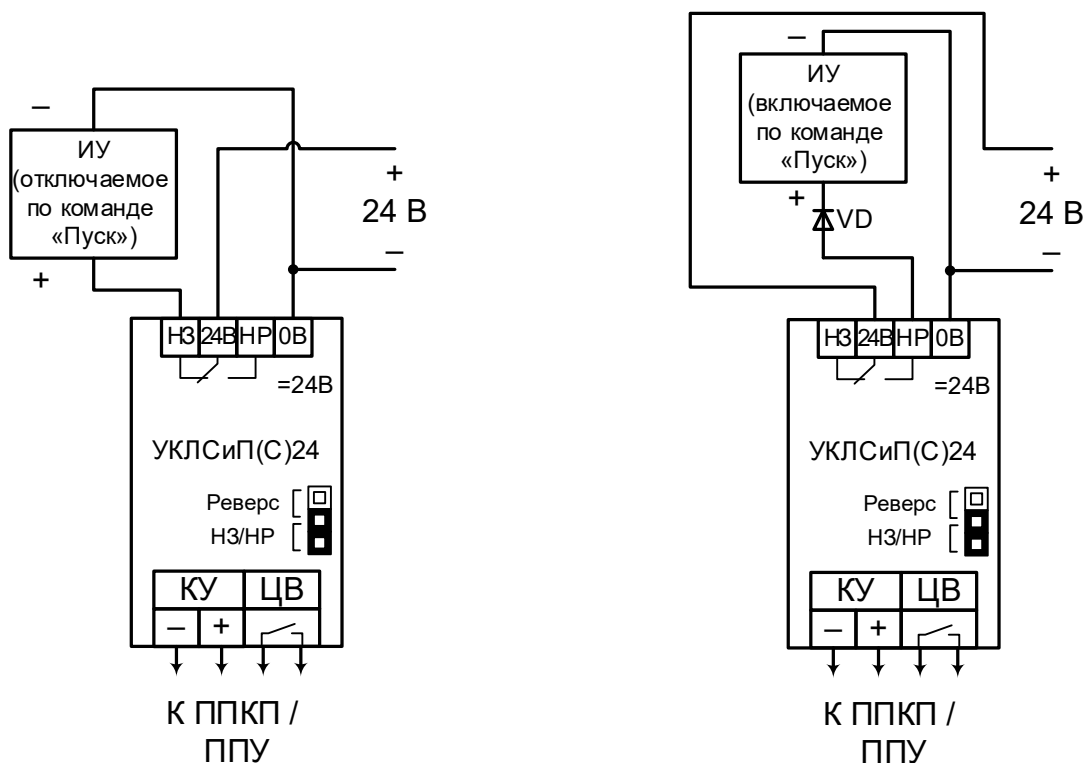 –
ИУ
(отключаемое
по команде
«Пуск»)
+
+
24 В
–
НЗ 24В НР 0В
=24В
УКЛСиП(С)24
Реверс
НЗ/НР
КУ ЦВ
– +
К ППКП /
ППУ
–
ИУ
(включаемое
по команде
«Пуск»)
+
VD
+
24 В
–
НЗ 24В НР 0В
=24В
УКЛСиП(С)24
Реверс
НЗ/НР
КУ ЦВ
– +
К ППКП /
ППУ